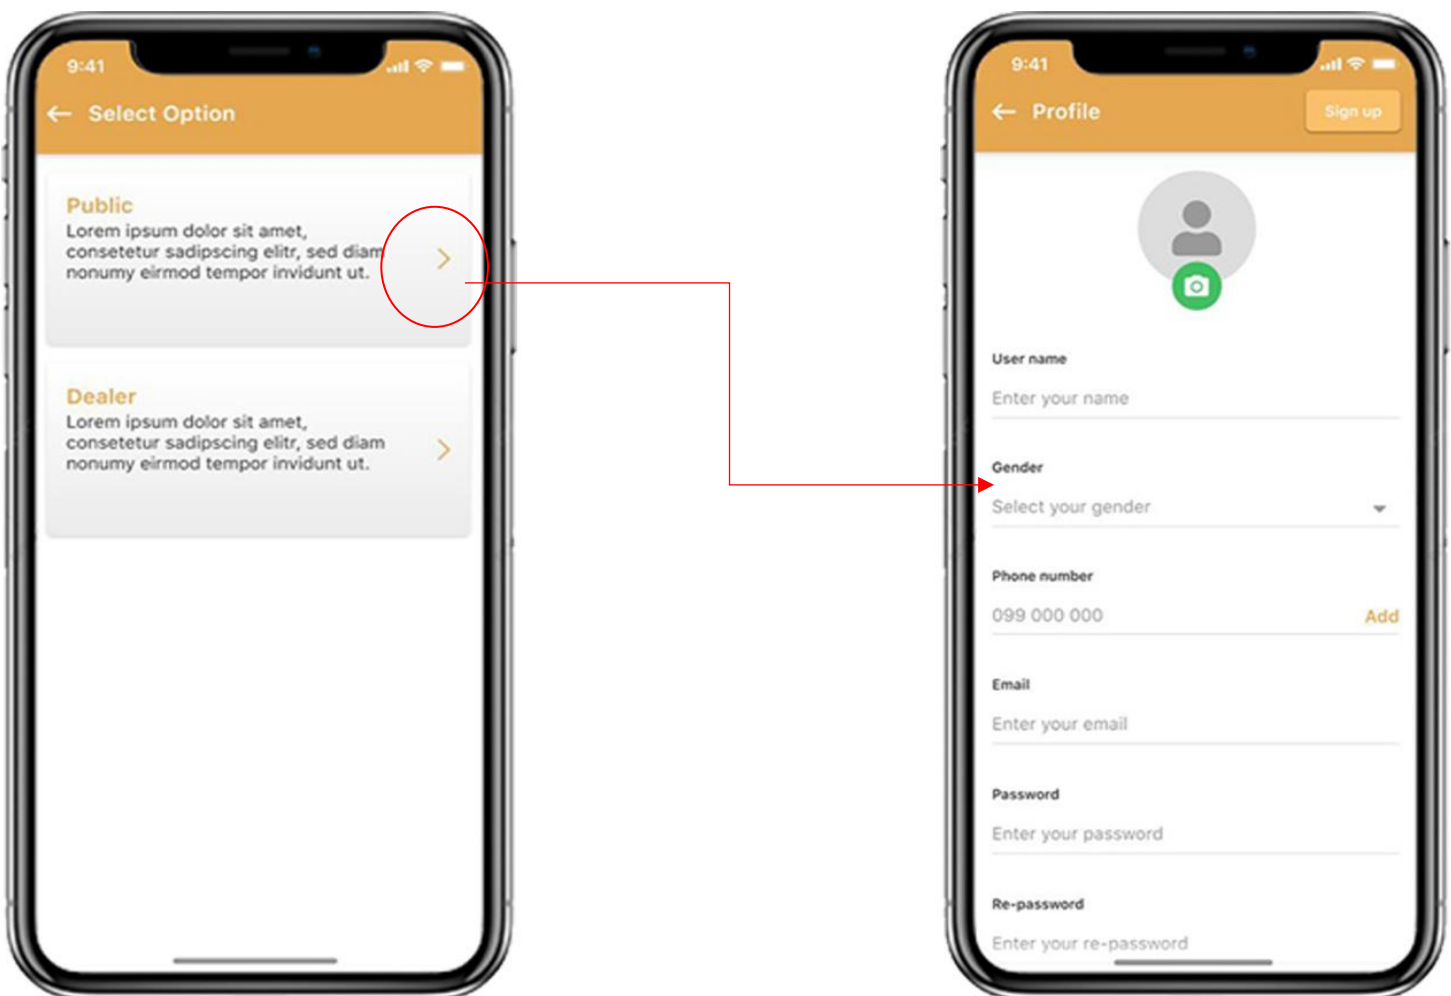 9:41
Select Option
Public
Lorem ipsum dolor sit amet,
consetetur sadipscing elitr, sed diam
nonumy eirmod tempor invidunt ut.
Dealer
Lorem ipsum dolor sit amet,
consetetur sadipscing elitr, sed diam
nonumy eirmod tempor invidunt ut.
9:41
Profile
Sign up
User name
Enter your name
Gender
Select your gender
Phone number
099 000 000
Add
Email
Enter your email
Password
Enter your password
Re-password
Enter your re-password